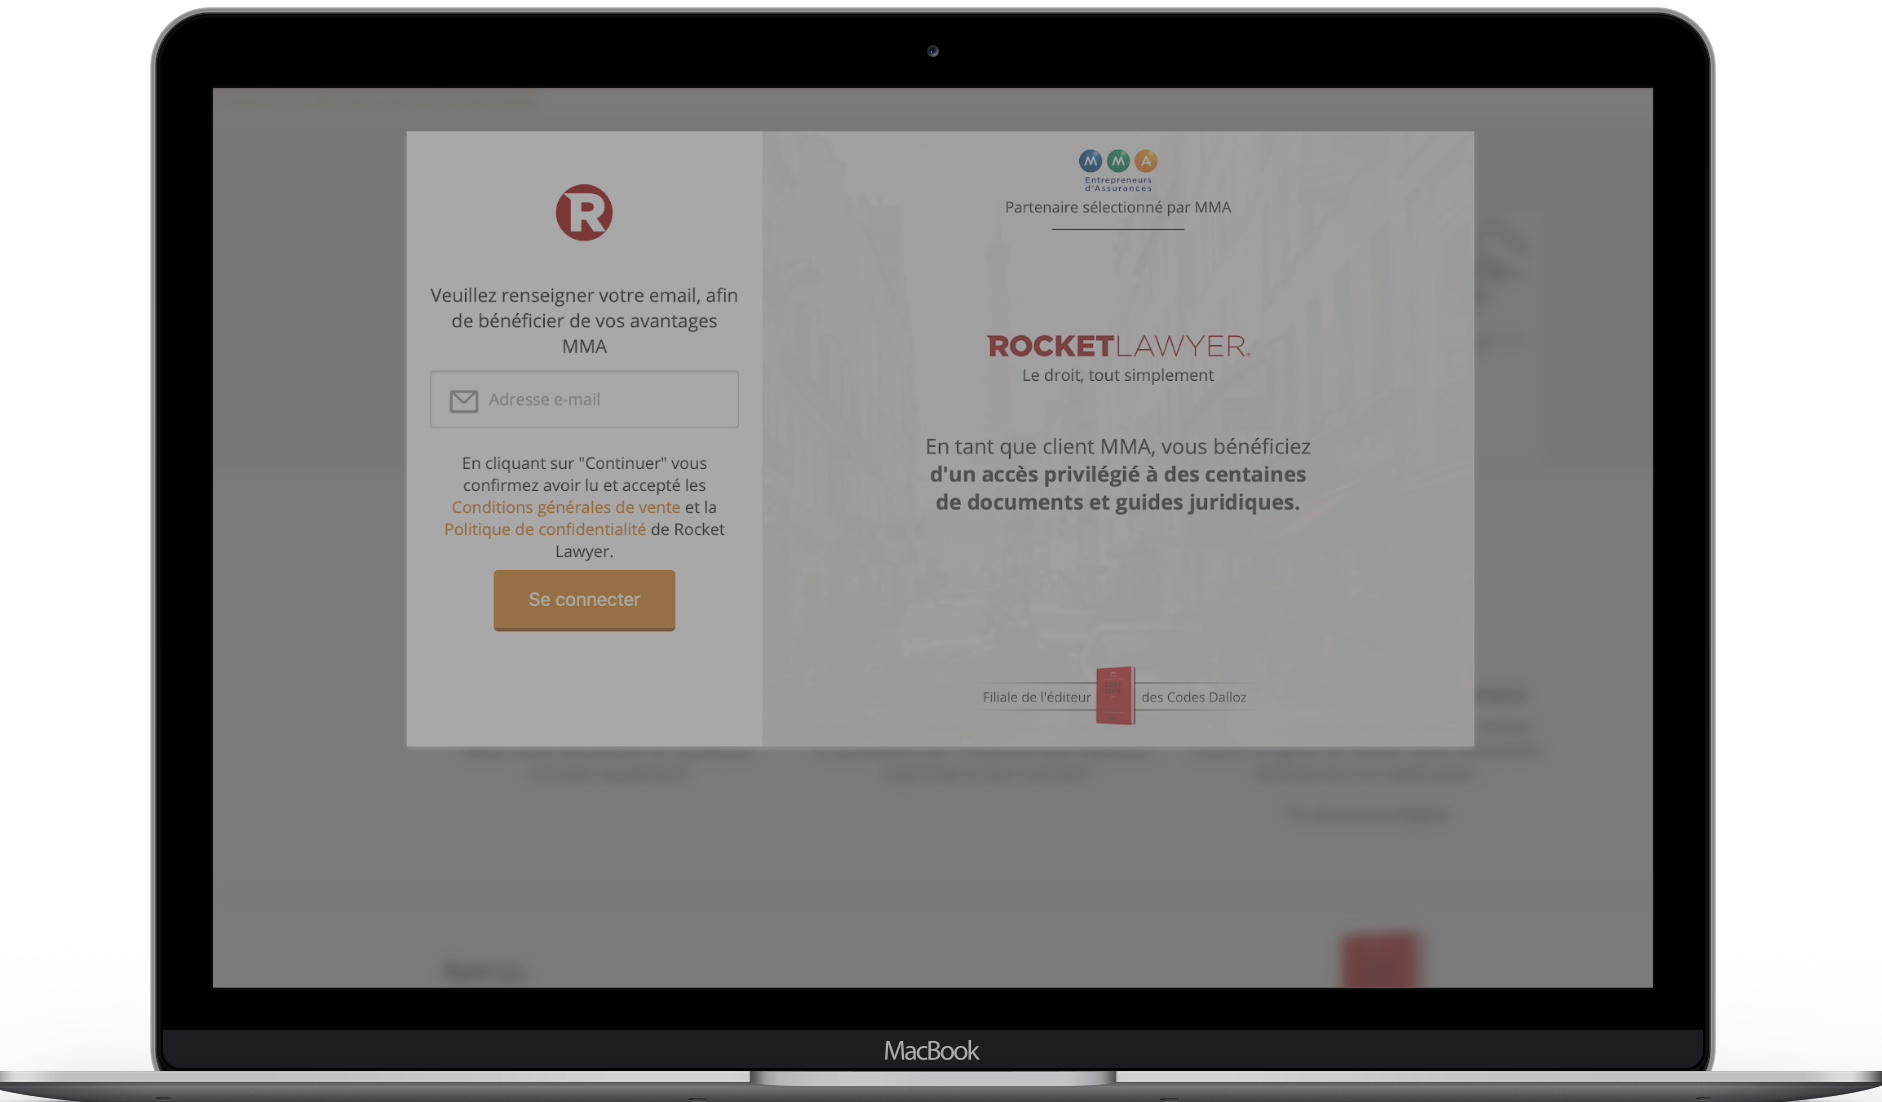 R
Veuillez renseigner votre email, afin
de bénéficier de vos avantages
MMA
Adresse e-mail
En cliquant sur "Continuer" vous
confirmez avoir lu et accepté les
Conditions générales de vente et la
Politique de confidentialité de Rocket
Lawyer.
Se connecter
MMA
Entrepreneurs
d'Assurances
Partenaire sélectionné par MMA
ROCKETLAWYER®
Le droit, tout simplement
En tant que client MMA, vous bénéficiez
d'un accès privilégié à des centaines
de documents et guides juridiques.
Filiale de l'éditeur des Codes Dalloz
Aperçu
MacBook